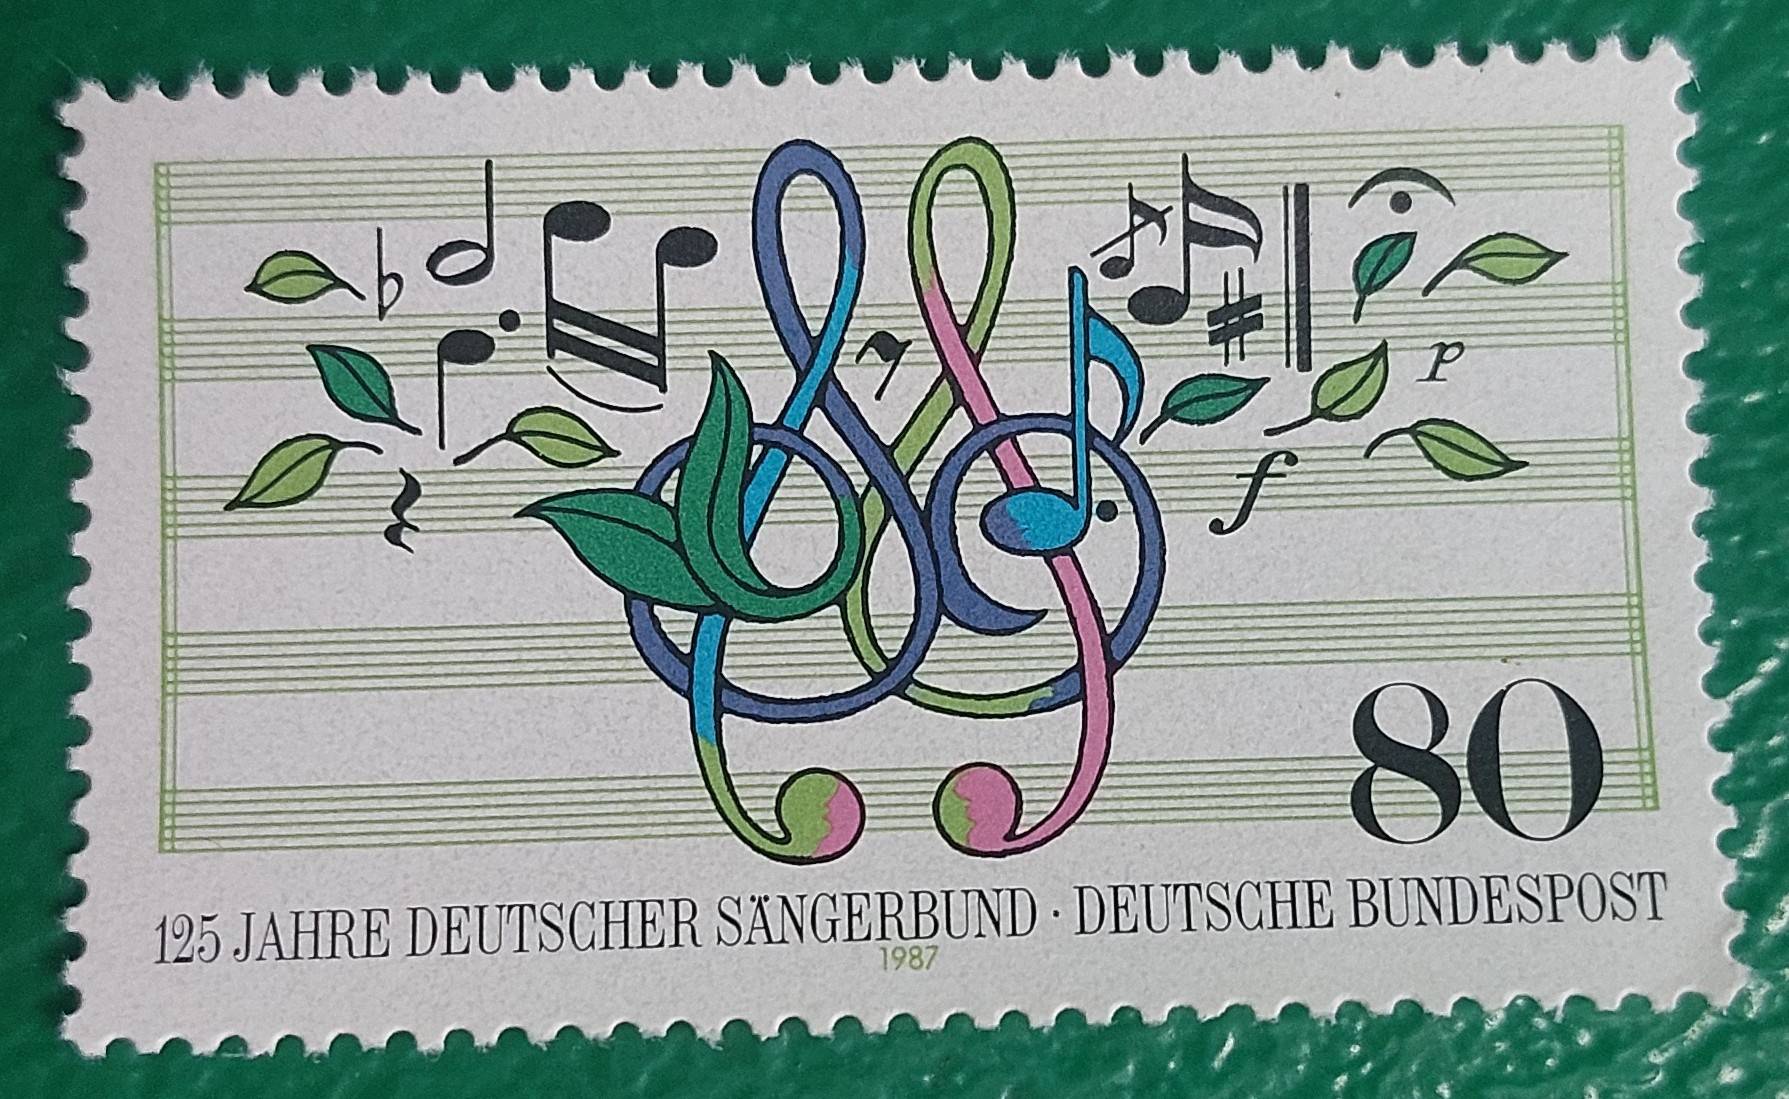 p
f
80
125 JAHRE DEUTSCHER SÄNGERBUND · DEUTSCHE BUNDESPOST
1987